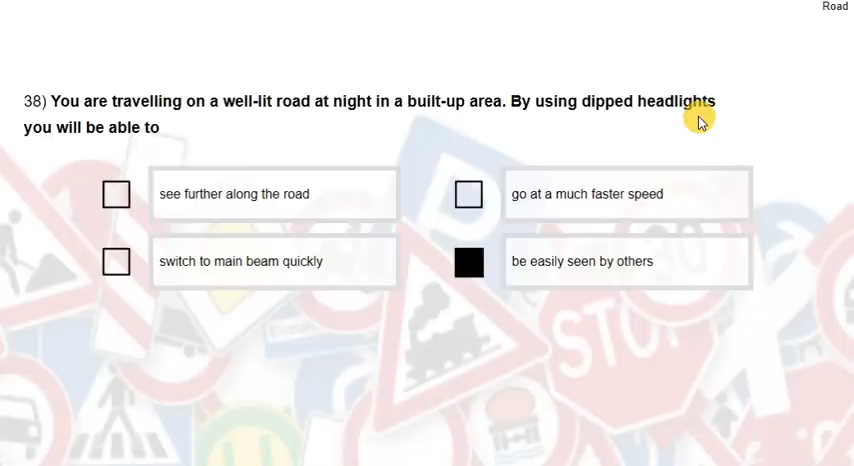 Road
38) You are travelling on a well-lit road at night in a built-up area. By using dipped headlights
you will be able to
see further along the road
go at a much faster speed
switch to main beam quickly
be easily seen by others
P
30
STOP